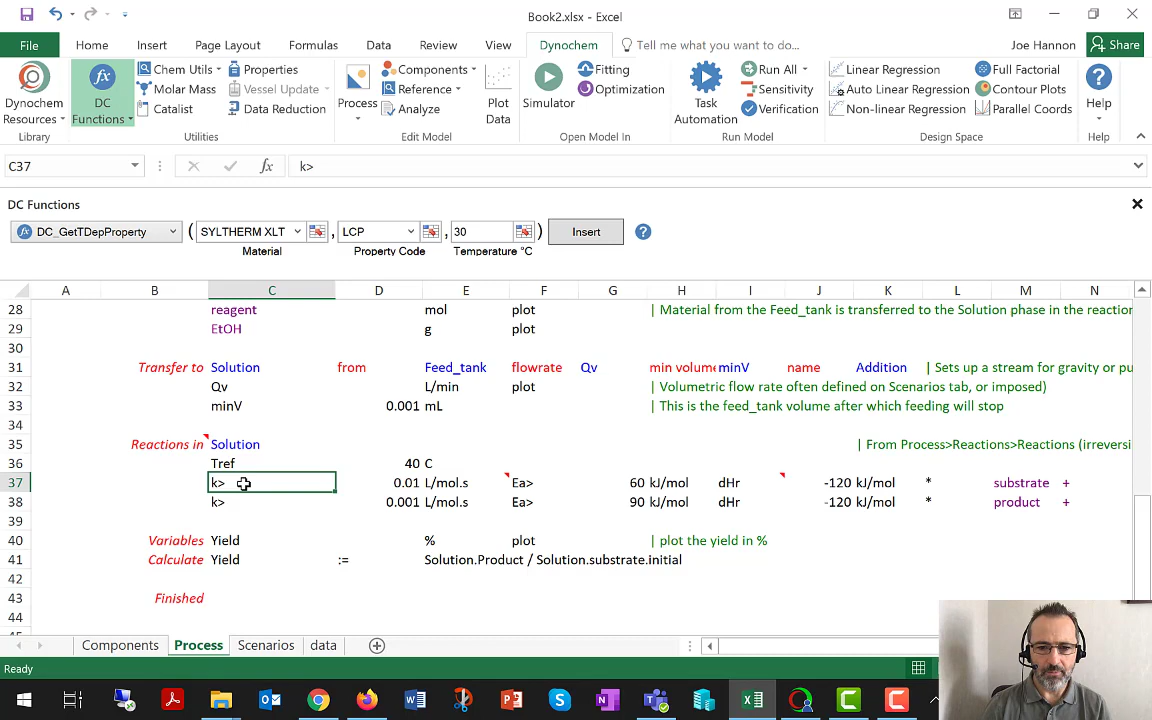 Book2.xlsx - Excel
File Home Insert Page Layout Formulas Data Review View Dynochem Tell me what you want to do... Joe Hannon Share
Dynochem Resources
Library
fx DC Functions
Chem Utils
Molar Mass
Catalist
Properties
Vessel Update
Data Reduction
Utilities
Process
Components
Reference
Analyze
Edit Model
Plot Data
Simulator
Fitting
Optimization
Open Model In
Task Automation
Run All
Sensitivity
Verification
Run Model
Linear Regression
Auto Linear Regression
Non-linear Regression
Full Factorial
Contour Plots
Parallel Coords
Design Space
Help
Help
C37 fx k>
DC Functions
fx DC_GetTDepProperty ( SYLTHERM XLT , LCP , 30 ) Insert ?
Material Property Code Temperature °C
A B C D E F G H I J K L M N
28 reagent mol plot | Material from the Feed_tank is transferred to the Solution phase in the reaction
29 EtOH g plot
30
31 Transfer to Solution from Feed_tank flowrate Qv min volume minV name Addition | Sets up a stream for gravity or pu
32 Qv L/min plot | Volumetric flow rate often defined on Scenarios tab, or imposed)
33 minV 0.001 mL | This is the feed_tank volume after which feeding will stop
34
35 Reactions in Solution | From Process>Reactions>Reactions (irreversi
36 Tref 40 C
37 k> 0.01 L/mol.s Ea> 60 kJ/mol dHr -120 kJ/mol * substrate +
38 k> 0.001 L/mol.s Ea> 90 kJ/mol dHr -120 kJ/mol * product +
39
40 Variables Yield % plot | plot the yield in %
41 Calculate Yield := Solution.Product / Solution.substrate.initial
42
43 Finished
44
Components Process Scenarios data
Ready